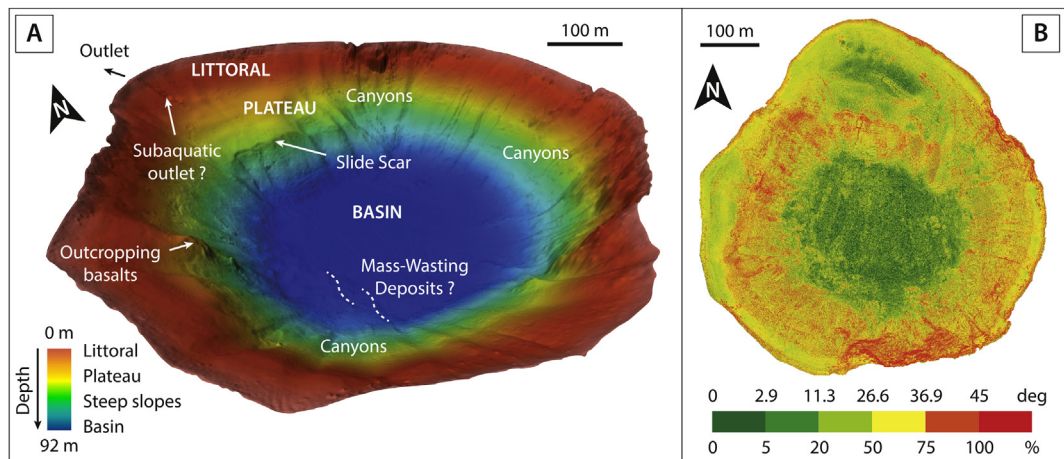 A
Outlet
100 m
LITTORAL
N
PLATEAU
Canyons
Subaquatic
outlet ?
Slide Scar
Canyons
BASIN
Outcropping
basalts
Mass-Wasting
Deposits ?
Canyons
0 m
Depth
Littoral
Plateau
Steep slopes
Basin
92 m
B
100 m
N
0 2.9 11.3 26.6 36.9 45 deg
0 5 20 50 75 100 %